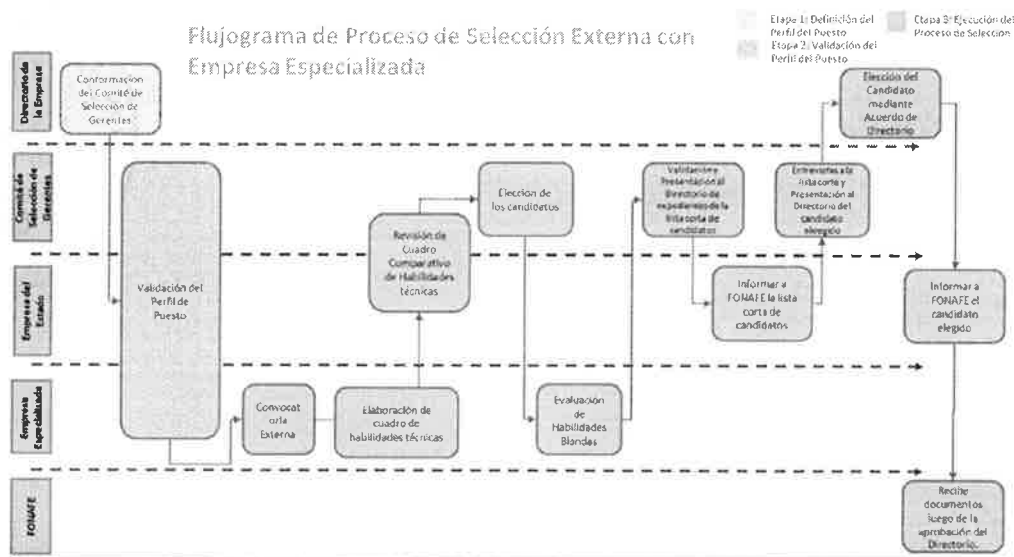 Flujograma de Proceso de Selección Externa con
Empresa Especializada
Etapa 1: Definición del
Perfil del Puesto
Etapa 2: Validación del
Perfil del Puesto
Etapa 3: Ejecución del
Proceso de Selección
Directorio de
la Empresa
Conformación
del Comité de
Selección de
Gerentes
Elección del
Candidato
mediante
Acuerdo de
Directorio
Comité de
Selección de
Gerentes
Validación del
Perfil de
Puesto
Revisión de
Cuadro
Comparativo
de Habilidades
técnicas
Elección de
los candidatos
Validación y
Presentación al
Directorio de
expedientes de la
lista corta de
candidatos
Entrevistas a la
lista corta y
Presentación al
Directorio del
candidato
elegido
Empresa del
Estado
Informar a
FONAFE la lista
corta de
candidatos
Informar a
FONAFE el
candidato
elegido
Empresa
Especializada
Convocat
oria
Externa
Elaboración de
cuadro de
habilidades técnicas
Evaluación
de
Habilidades
Blandas
FONAFE
Recibe
documentos
luego de la
aprobación del
Directorio.